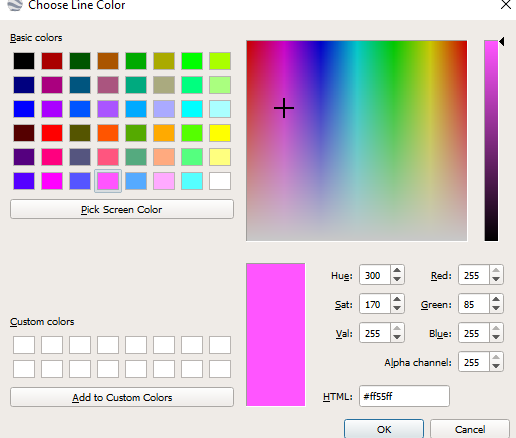 Choose Line Color
Basic colors
Pick Screen Color
Custom colors
Add to Custom Colors
Hue: 300 Red: 255
Sat: 170 Green: 85
Val: 255 Blue: 255
Alpha channel: 255
HTML: #ff55ff
OK Cancel